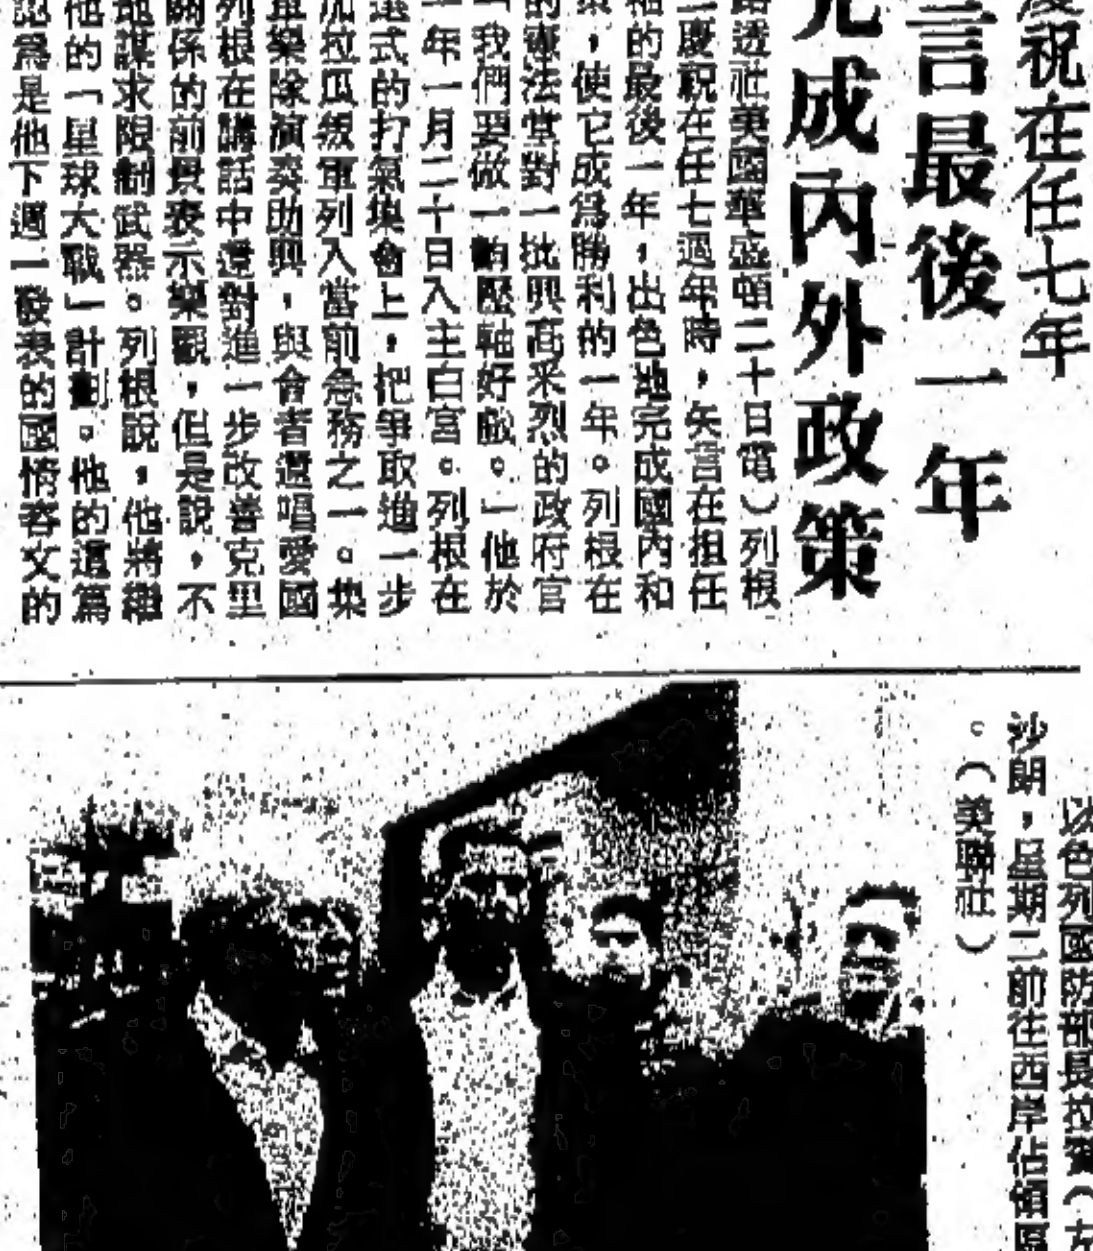 慶祝在任七年
言最後一年
完成內外政策
路透社美國華盛頓二十日電）列根
慶祝在任七週年時，矢言在担任
的最後一年，出色地完成國內和
策，使它成爲勝利的一年。列根在
的憲法堂對一批興高采烈的政府官
「我們要做一齣壓軸好戲。」他於
一年一月二十日入主白宮。列根在
選式的打氣集會上，把爭取進一步
加拉瓜叛軍列入當前急務之一。集
軍樂隊演奏助興，與會者還唱愛國
列根在講話中還對進一步改善克里
關係的前景表示樂觀，但是說，不
地謀求限制武器。列根說，他將繼
他的「星球大戰」計劃。他的這篇
認爲是他下週一發表的國情咨文的
以色列國防部長拉賓（左
沙朗，星期二前往西岸佔領區
。（美聯社）